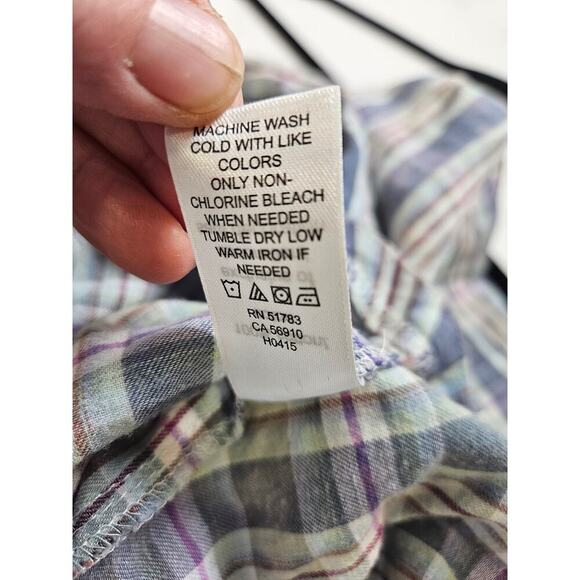 MACHINE WASH
COLD WITH LIKE
COLORS
ONLY NON-
CHLORINE BLEACH
WHEN NEEDED
TUMBLE DRY LOW
WARM IRON IF
NEEDED
RN 51783
CA 56910
H0415